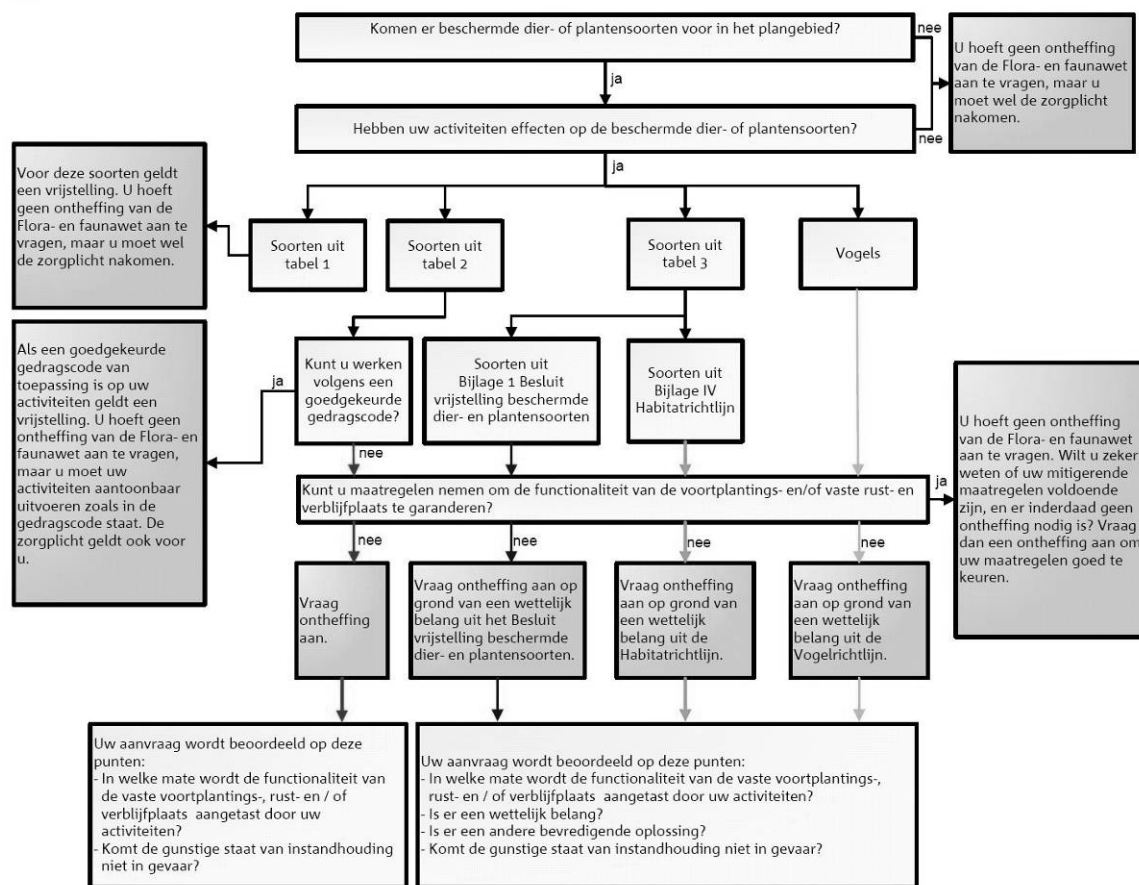 Komen er beschermde dier- of plantensoorten voor in het plangebied?
nee
U hoeft geen ontheffing
van de Flora- en faunawet
aan te vragen, maar u
moet wel de zorgplicht
nakomen.
ja
Hebben uw activiteiten effecten op de beschermde dier- of plantensoorten?
nee
ja
Voor deze soorten geldt
een vrijstelling. U hoeft
geen ontheffing van de
Flora- en faunawet aan te
vragen, maar u moet wel
de zorgplicht nakomen.
Soorten uit
tabel 1
Soorten uit
tabel 2
Soorten uit
tabel 3
Vogels
Als een goedgekeurde
gedragscode van
toepassing is op uw
activiteiten geldt een
vrijstelling. U hoeft geen
ontheffing van de Flora- en
faunawet aan te vragen,
maar u moet uw
activiteiten aantoonbaar
uitvoeren zoals in de
gedragscode staat. De
zorgplicht geldt ook voor
u.
ja
Kunt u werken
volgens een
goedgekeurde
gedragscode?
Soorten uit
Bijlage 1 Besluit
vrijstelling beschermde
dier- en plantensoorten
Soorten uit
Bijlage IV
Habitatrichtlijn
nee
Kunt u maatregelen nemen om de functionaliteit van de voortplantings- en/of vaste rust- en
verblijfplaats te garanderen?
ja
U hoeft geen ontheffing
van de Flora- en faunawet
aan te vragen. Wilt u zeker
weten of uw mitigerende
maatregelen voldoende
zijn, en er inderdaad geen
ontheffing nodig is? Vraag
dan een ontheffing aan om
uw maatregelen goed te
keuren.
nee
nee
nee
nee
Vraag
ontheffing
aan.
Vraag ontheffing aan op
grond van een wettelijk
belang uit het Besluit
vrijstelling beschermde
dier- en plantensoorten.
Vraag ontheffing
aan op grond van
een wettelijk
belang uit de
Habitatrichtlijn.
Vraag ontheffing
aan op grond van
een wettelijk
belang uit de
Vogelrichtlijn.
Uw aanvraag wordt beoordeeld op deze
punten:
- In welke mate wordt de functionaliteit van
de vaste voortplantings-, rust- en / of
verblijfplaats aangetast door uw
activiteiten?
- Komt de gunstige staat van instandhouding
niet in gevaar?
Uw aanvraag wordt beoordeeld op deze punten:
- In welke mate wordt de functionaliteit van de vaste voortplantings-,
rust- en / of verblijfplaats aangetast door uw activiteiten?
- Is er een wettelijk belang?
- Is er een andere bevredigende oplossing?
- Komt de gunstige staat van instandhouding niet in gevaar?